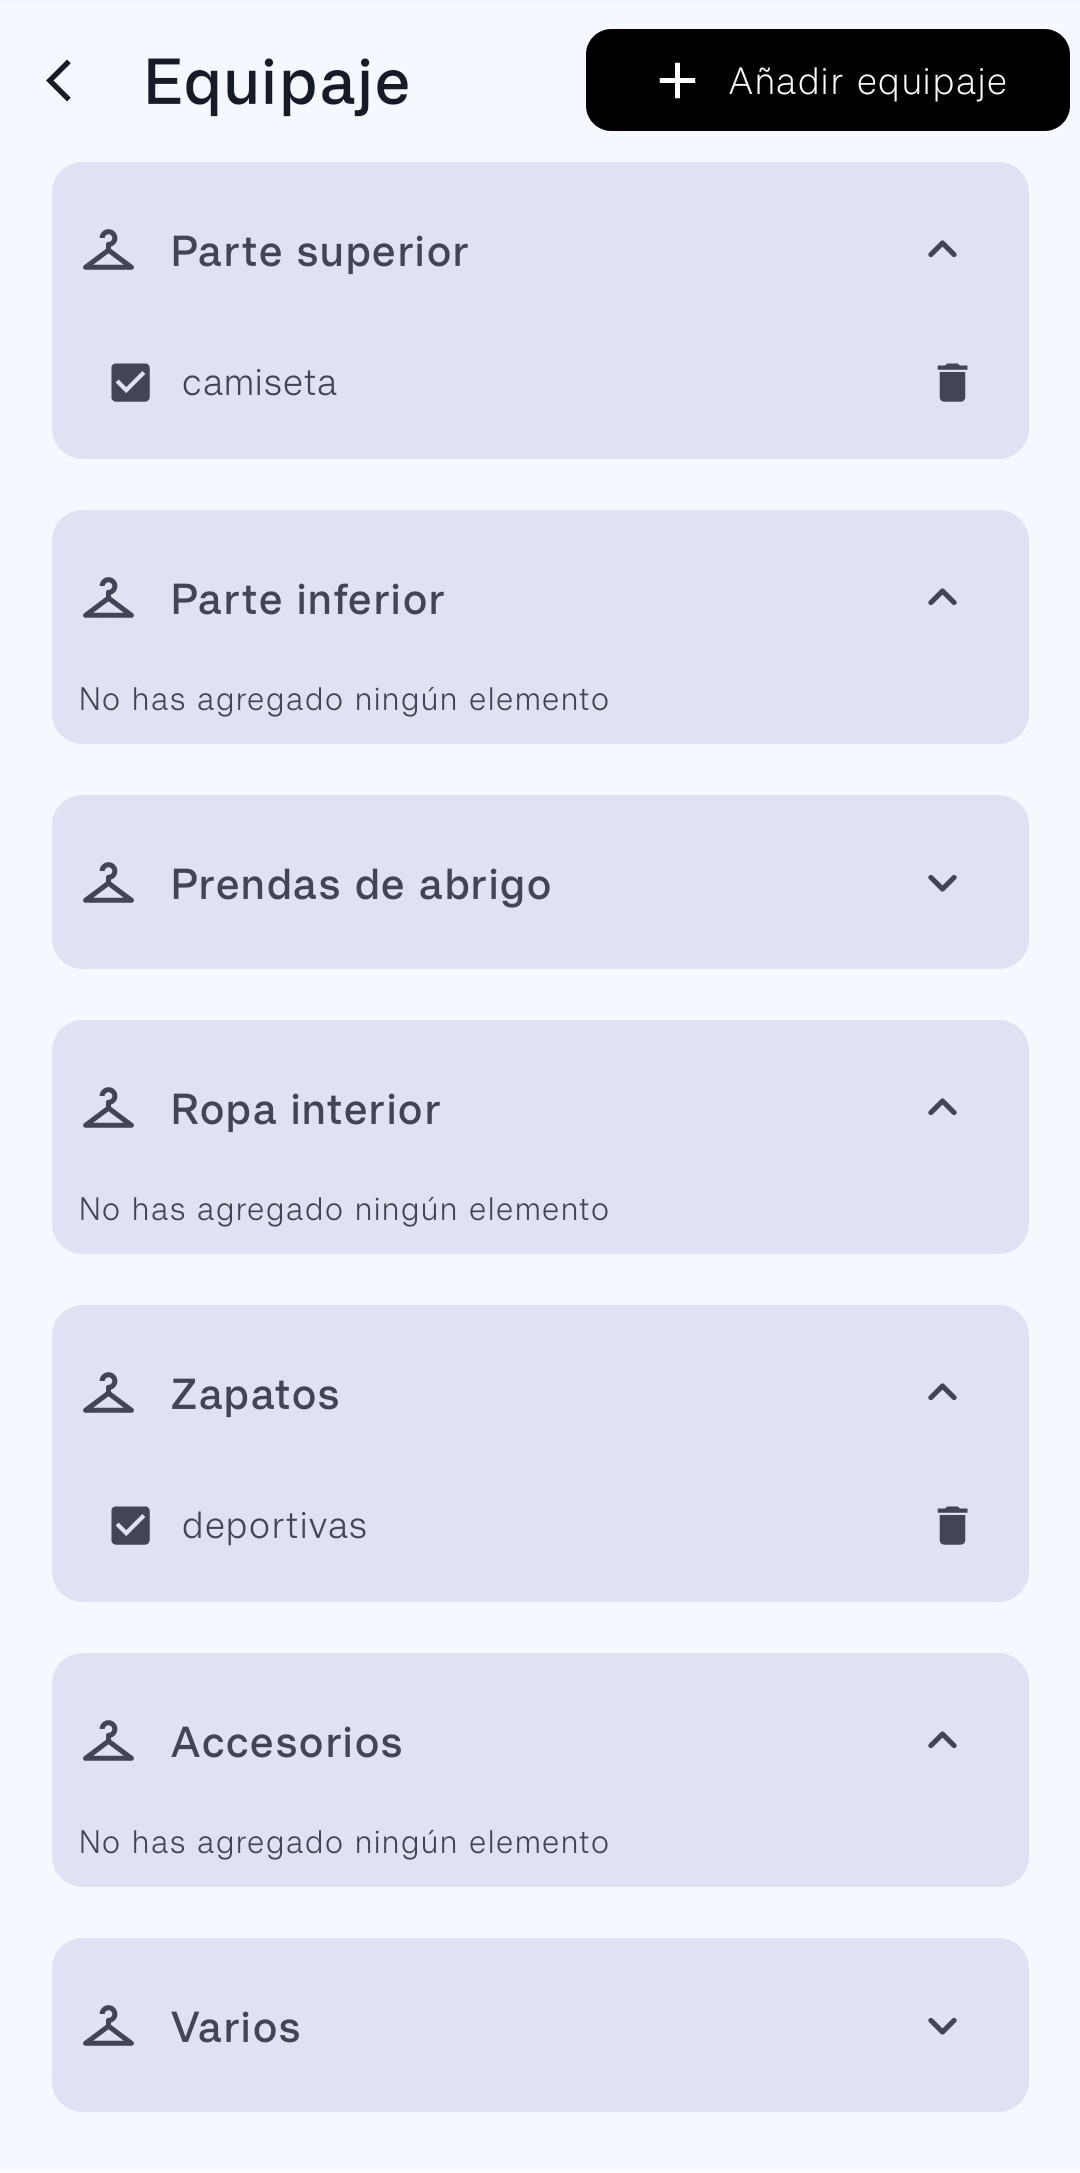 Equipaje
Añadir equipaje
Parte superior
camiseta
Parte inferior
No has agregado ningún elemento
Prendas de abrigo
Ropa interior
No has agregado ningún elemento
Zapatos
deportivas
Accesorios
No has agregado ningún elemento
Varios